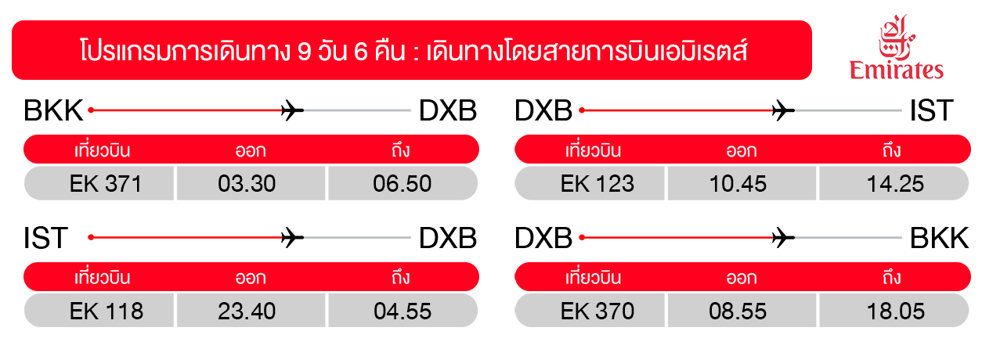 โปรแกรมการเดินทาง 9 วัน 6 คืน : เดินทางโดยสายการบินเอมิเรตส์
Emirates
BKK DXB
เที่ยวบิน ออก ถึง
EK 371 03.30 06.50
DXB IST
เที่ยวบิน ออก ถึง
EK 123 10.45 14.25
IST DXB
เที่ยวบิน ออก ถึง
EK 118 23.40 04.55
DXB BKK
เที่ยวบิน ออก ถึง
EK 370 08.55 18.05